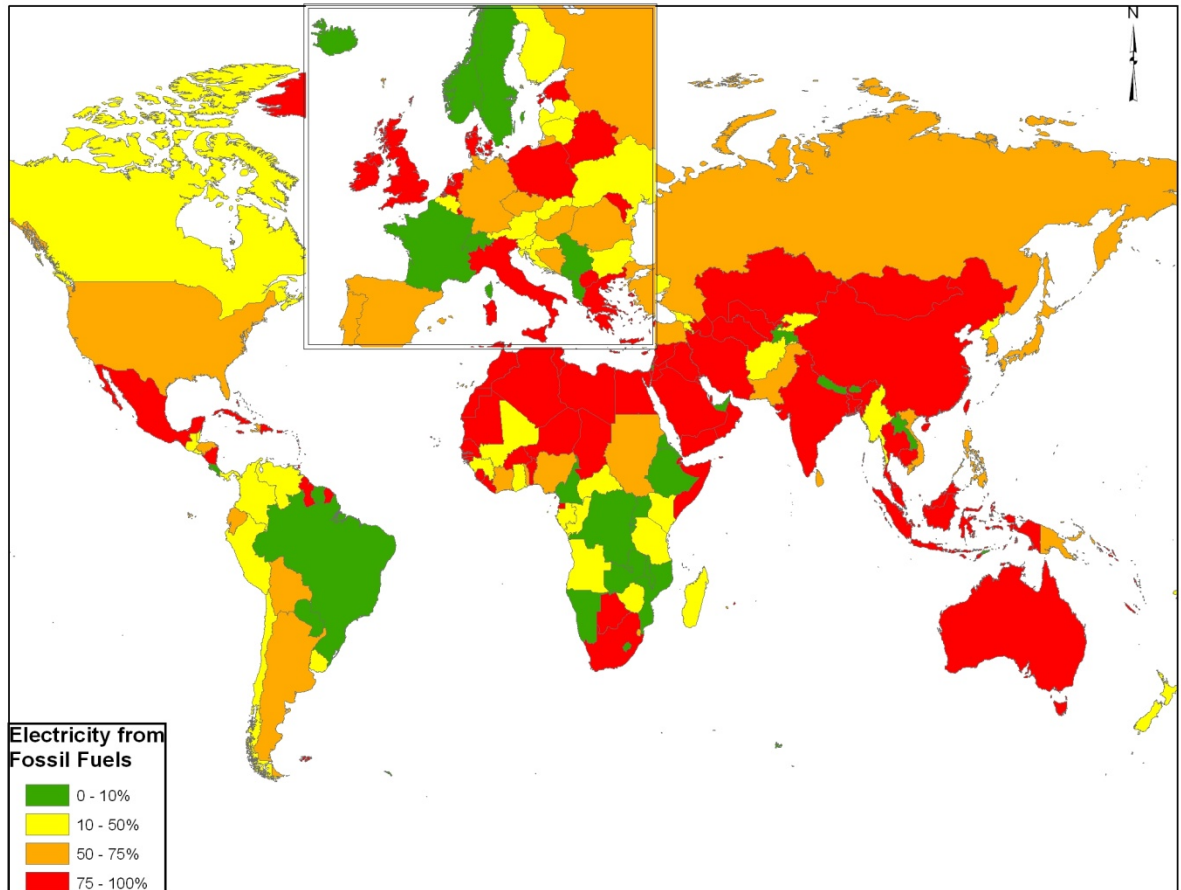 N
Electricity from
Fossil Fuels
0 - 10%
10 - 50%
50 - 75%
75 - 100%